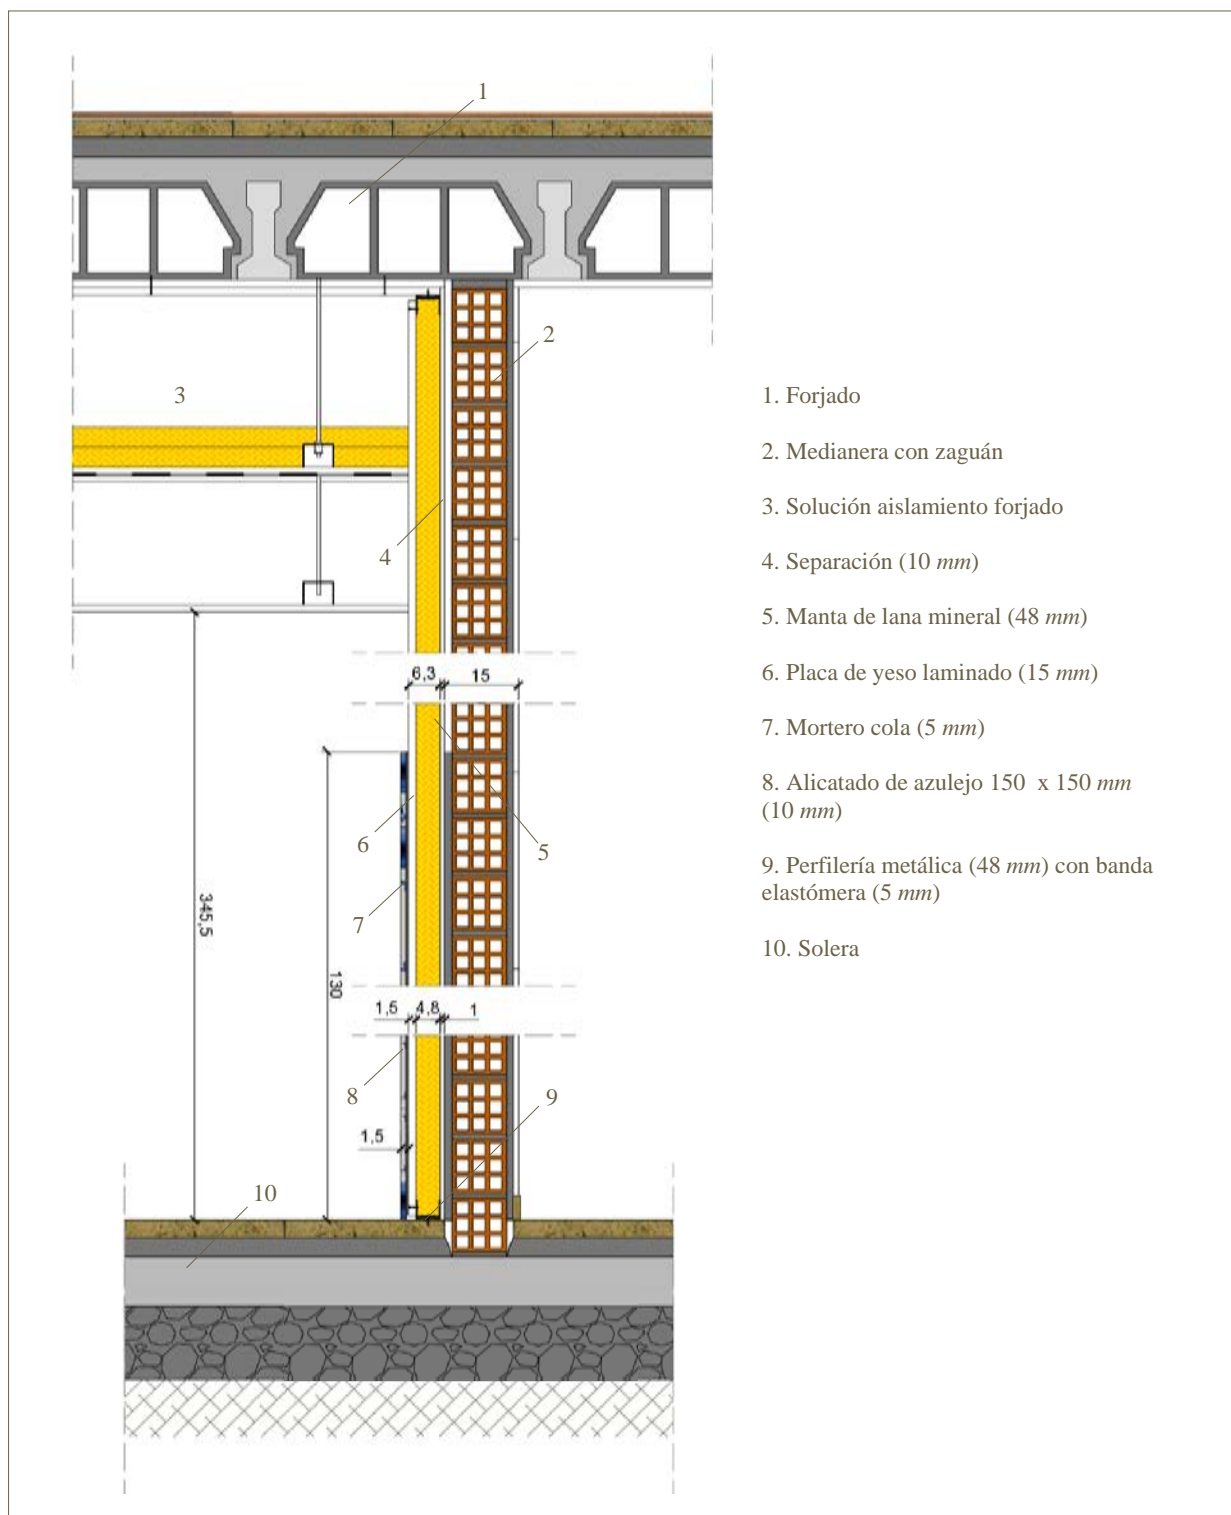 1
2
3
1. Forjado
2. Medianera con zaguán
3. Solución aislamiento forjado
4
4. Separación (10 mm)
5. Manta de lana mineral (48 mm)
6,3 15
6. Placa de yeso laminado (15 mm)
7. Mortero cola (5 mm)
8. Alicatado de azulejo 150 x 150 mm
(10 mm)
6
5
9. Perfilería metálica (48 mm) con banda
elastómera (5 mm)
7
345,5
10. Solera
130
1,5 4,8 1
8
9
1,5
10